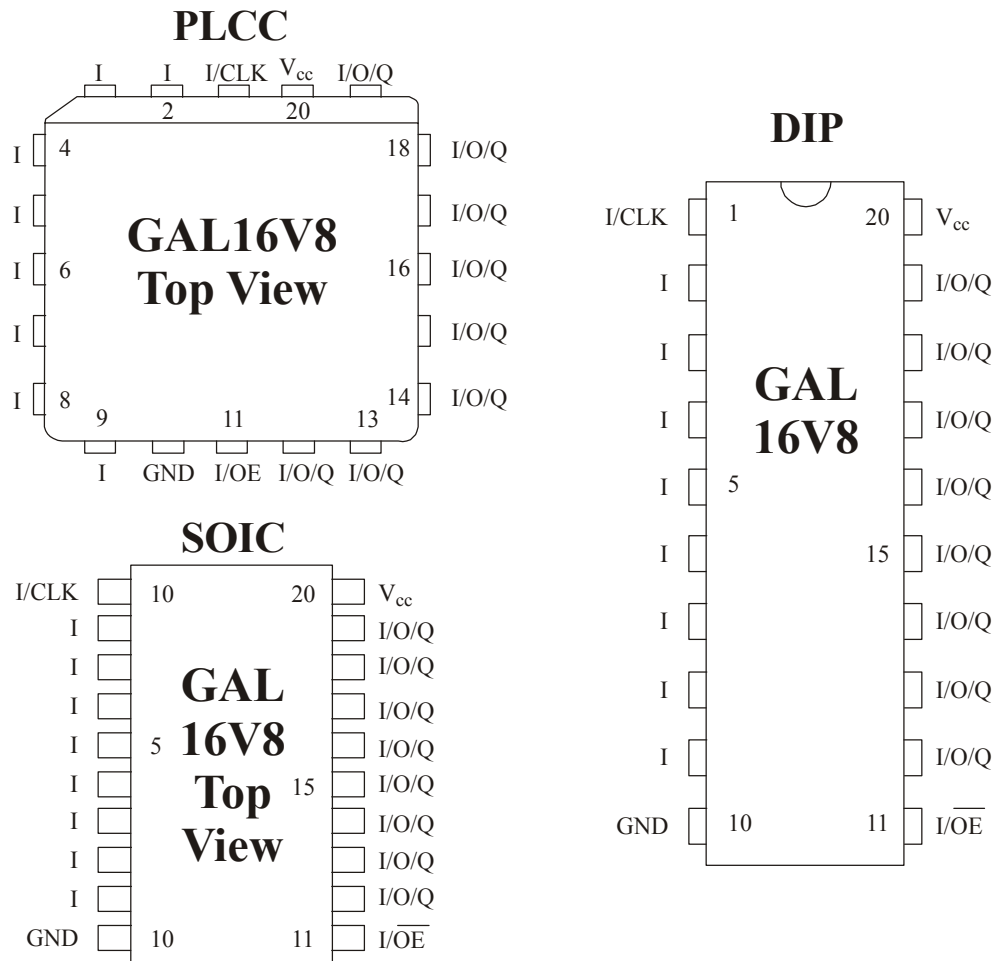 PLCC
I I I/CLK Vcc I/O/Q
2 20
I 4 18 I/O/Q
I I/O/Q
GAL16V8
I 6 16 I/O/Q
Top View
I I/O/Q
I 8 14 I/O/Q
9 11 13
I GND I/OE I/O/Q I/O/Q
SOIC
I/CLK 10 20 Vcc
I I/O/Q
I I/O/Q
GAL
I I/O/Q
16V8
I 5 I/O/Q
I 15 I/O/Q
Top
I I/O/Q
View
I I/O/Q
I I/O/Q
GND 10 11 I/O̅E̅
DIP
I/CLK 1 20 Vcc
I I/O/Q
I I/O/Q
GAL
I I/O/Q
16V8
I 5 I/O/Q
I 15 I/O/Q
I I/O/Q
I I/O/Q
I I/O/Q
GND 10 11 I/O̅E̅